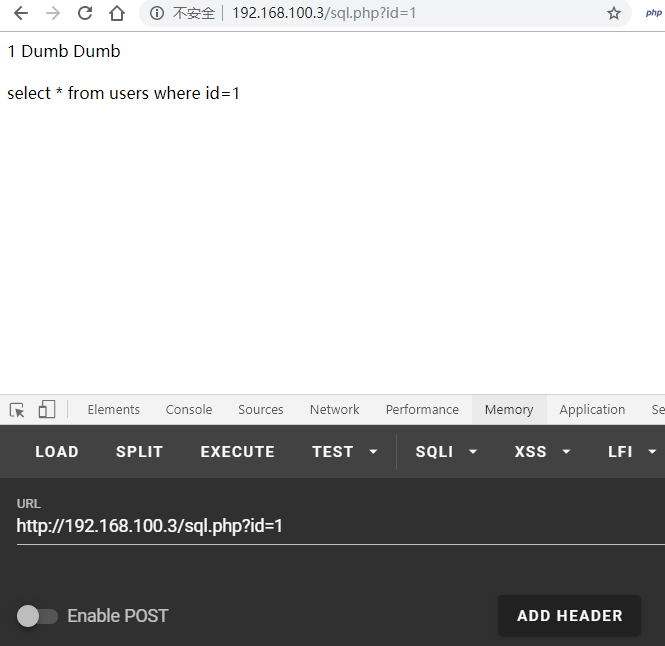 不安全 192.168.100.3/sql.php?id=1 php
1 Dumb Dumb
select * from users where id=1
Elements Console Sources Network Performance Memory Application Se
LOAD SPLIT EXECUTE TEST SQLI XSS LFI
URL
http://192.168.100.3/sql.php?id=1
Enable POST ADD HEADER